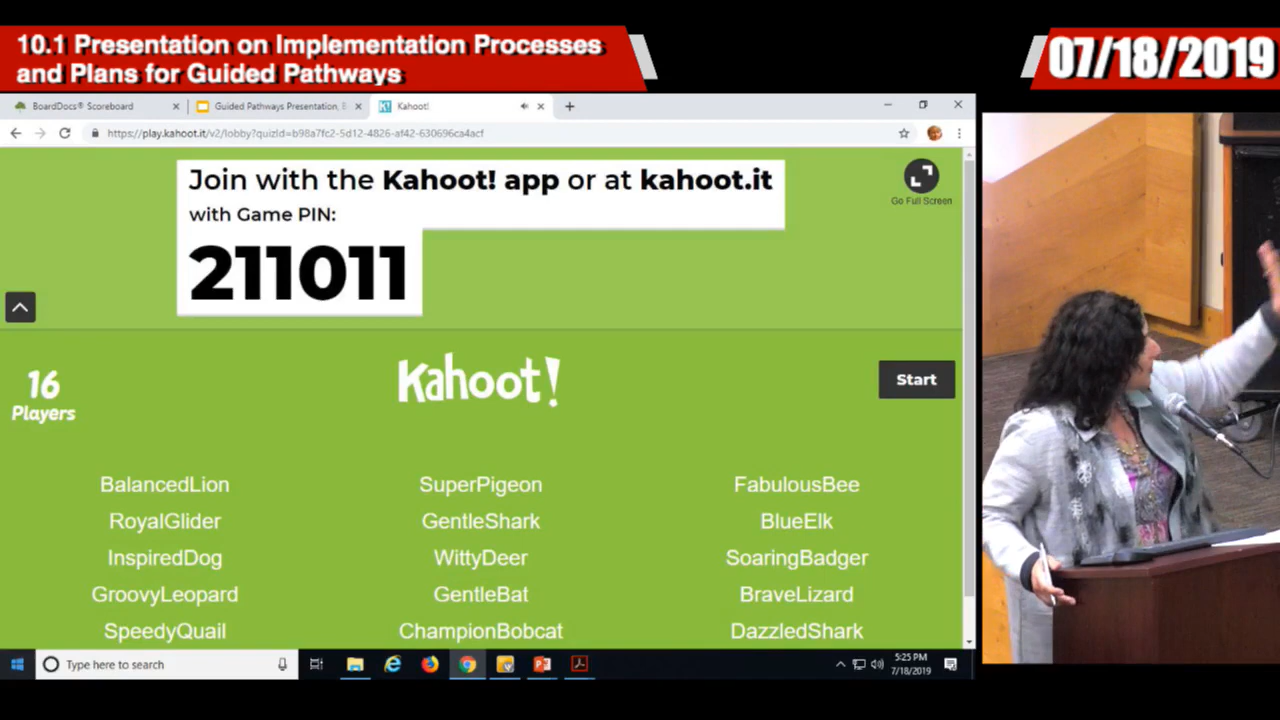 10.1 Presentation on Implementation Processes
and Plans for Guided Pathways
07/18/2019
BoardDocs® Scoreboard
Guided Pathways Presentation,
Kahoot!
https://play.kahoot.it/v2/lobby?quizId=b98a7fc2-5d12-4826-af42-630696ca4acf
Join with the Kahoot! app or at kahoot.it
with Game PIN:
211011
Go Full Screen
16
Players
Kahoot!
Start
BalancedLion SuperPigeon FabulousBee
RoyalGlider GentleShark BlueElk
InspiredDog WittyDeer SoaringBadger
GroovyLeopard GentleBat BraveLizard
SpeedyQuail ChampionBobcat DazzledShark
Type here to search
5:25 PM
7/18/2019